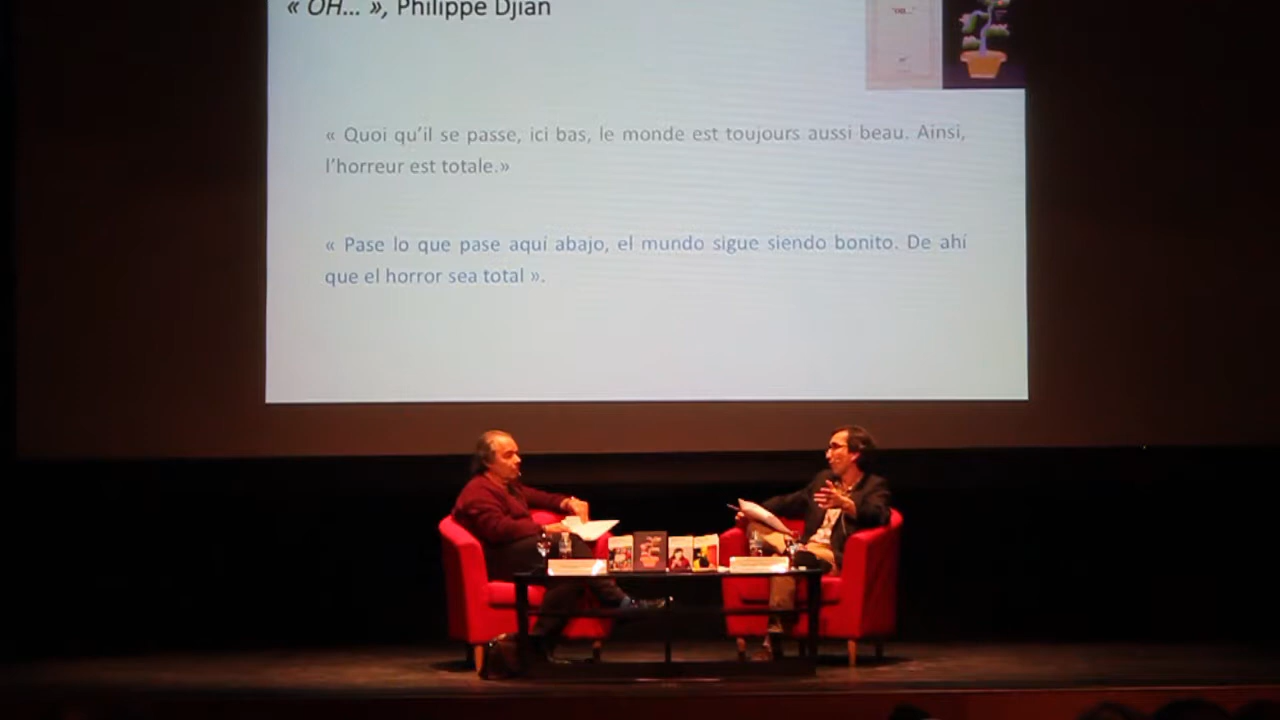 « OH... », Philippe Djian
« Quoi qu'il se passe, ici bas, le monde est toujours aussi beau. Ainsi,
l'horreur est totale.»
« Pase lo que pase aquí abajo, el mundo sigue siendo bonito. De ahí
que el horror sea total ».